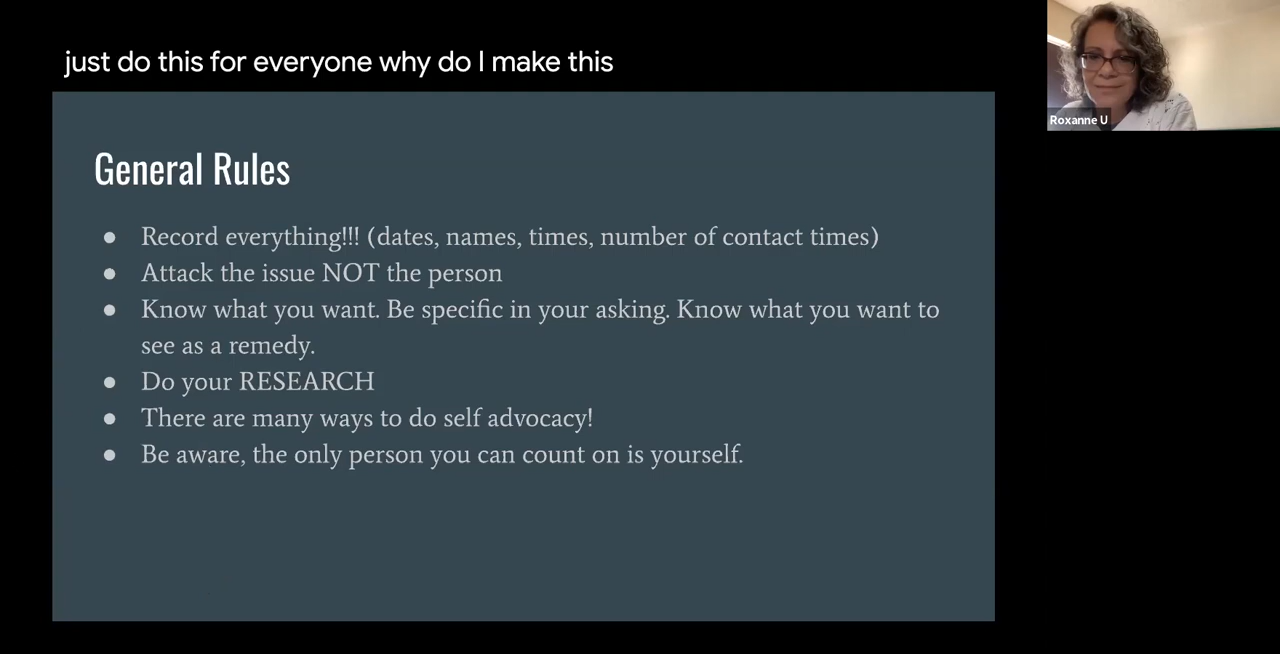 just do this for everyone why do I make this
Roxanne U
General Rules
● Record everything!!! (dates, names, times, number of contact times)
● Attack the issue NOT the person
● Know what you want. Be specific in your asking. Know what you want to
see as a remedy.
● Do your RESEARCH
● There are many ways to do self advocacy!
● Be aware, the only person you can count on is yourself.